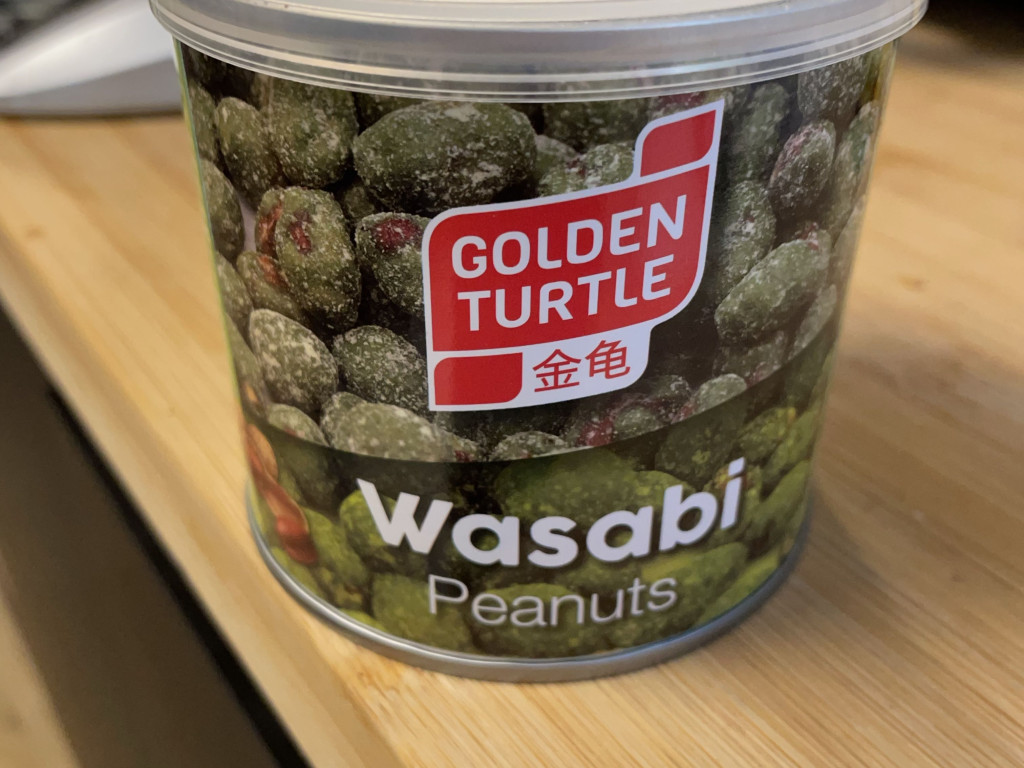 GOLDEN
TURTLE
金龟
Wasabi
Peanuts